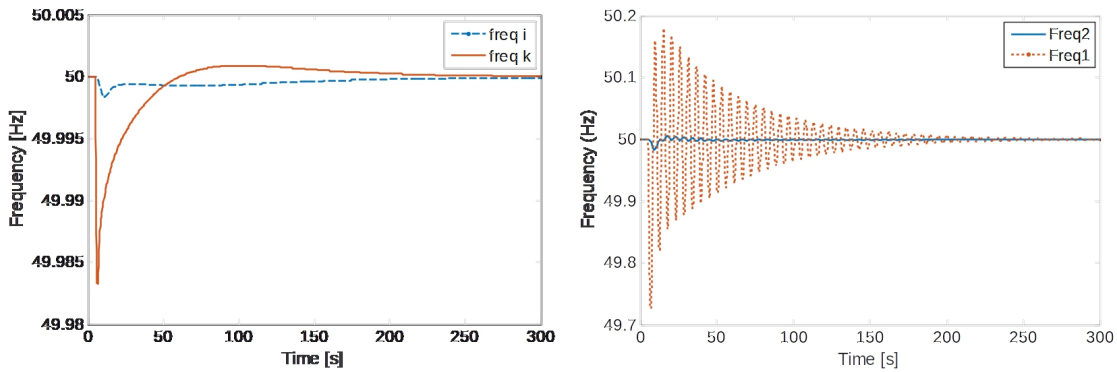 50.005
50
49.995
49.99
49.985
49.98
Frequency [Hz]
freq i
freq k
0 50 100 150 200 250 300
Time [s]
50.2
50.1
50
49.9
49.8
49.7
Frequency (Hz)
Freq2
Freq1
0 50 100 150 200 250 300
Time [s]